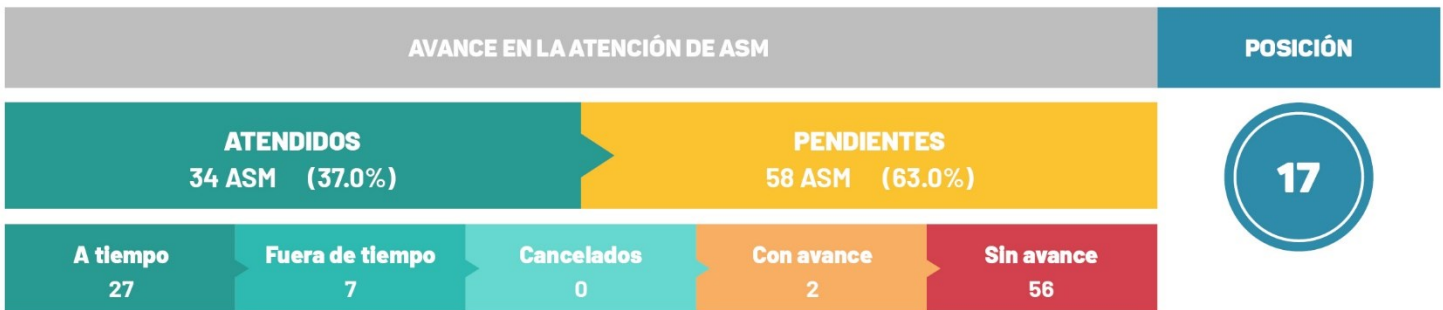 AVANCE EN LA ATENCIÓN DE ASM
POSICIÓN
ATENDIDOS
34 ASM (37.0%)
PENDIENTES
58 ASM (63.0%)
17
A tiempo
27
Fuera de tiempo
7
Cancelados
0
Con avance
2
Sin avance
56